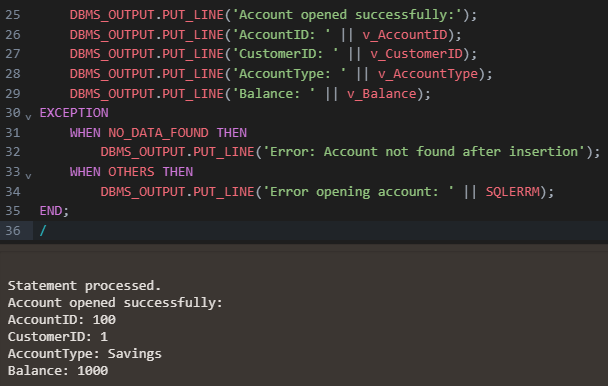 25 DBMS_OUTPUT.PUT_LINE('Account opened successfully:');
26 DBMS_OUTPUT.PUT_LINE('AccountID: ' || v_AccountID);
27 DBMS_OUTPUT.PUT_LINE('CustomerID: ' || v_CustomerID);
28 DBMS_OUTPUT.PUT_LINE('AccountType: ' || v_AccountType);
29 DBMS_OUTPUT.PUT_LINE('Balance: ' || v_Balance);
30 EXCEPTION
31 WHEN NO_DATA_FOUND THEN
32 DBMS_OUTPUT.PUT_LINE('Error: Account not found after insertion');
33 WHEN OTHERS THEN
34 DBMS_OUTPUT.PUT_LINE('Error opening account: ' || SQLERRM);
35 END;
36 /
Statement processed.
Account opened successfully:
AccountID: 100
CustomerID: 1
AccountType: Savings
Balance: 1000